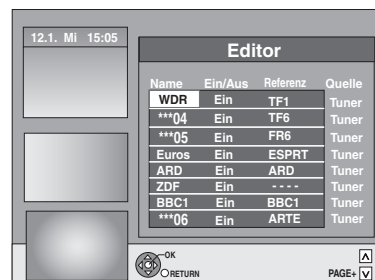 12.1. Mi 15:05
Editor
Name Ein/Aus Referenz Quelle
WDR Ein TF1 Tuner
***04 Ein TF6 Tuner
***05 Ein FR6 Tuner
Euros Ein ESPRT Tuner
ARD Ein ARD Tuner
ZDF Ein ---- Tuner
BBC1 Ein BBC1 Tuner
***06 Ein ARTE Tuner
OK
RETURN
PAGE+